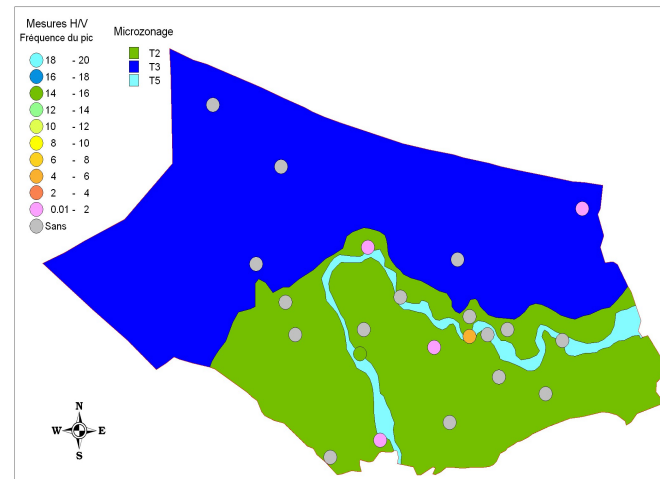 Mesures H/V
Fréquence du pic
18 - 20
16 - 18
14 - 16
12 - 14
10 - 12
8 - 10
6 - 8
4 - 6
2 - 4
0.01 - 2
Sans
Microzonage
T2
T3
T5
N
W E
S